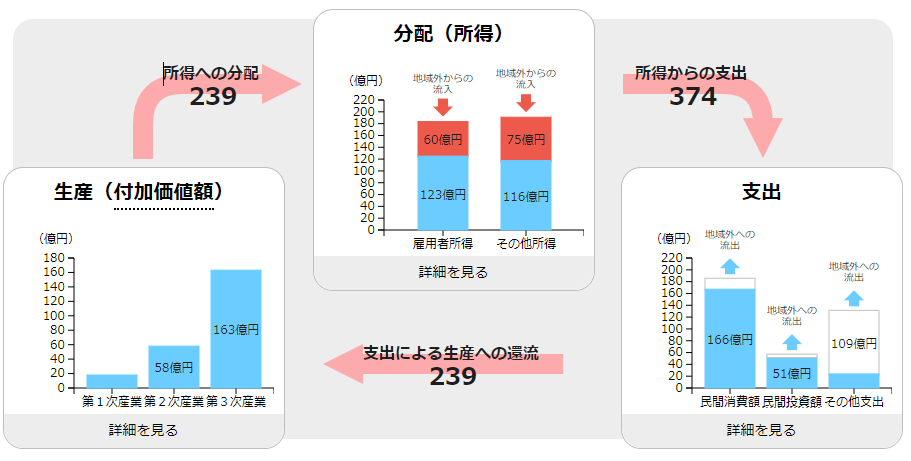 分配（所得）
所得への分配
239
所得からの支出
374
（億円）
地域外からの
流入
地域外からの
流入
220
200
180
160
140
120
100
80
60
40
20
0
60億円
75億円
123億円
116億円
雇用者所得
その他所得
詳細を見る
生産（付加価値額）
（億円）
180
160
140
120
100
80
60
40
20
0
58億円
163億円
第１次産業
第２次産業
第３次産業
詳細を見る
支出による生産への還流
239
支出
（億円）
地域外への
流出
地域外への
流出
地域外への
流出
220
200
180
160
140
120
100
80
60
40
20
0
166億円
51億円
109億円
民間消費額
民間投資額
その他支出
詳細を見る